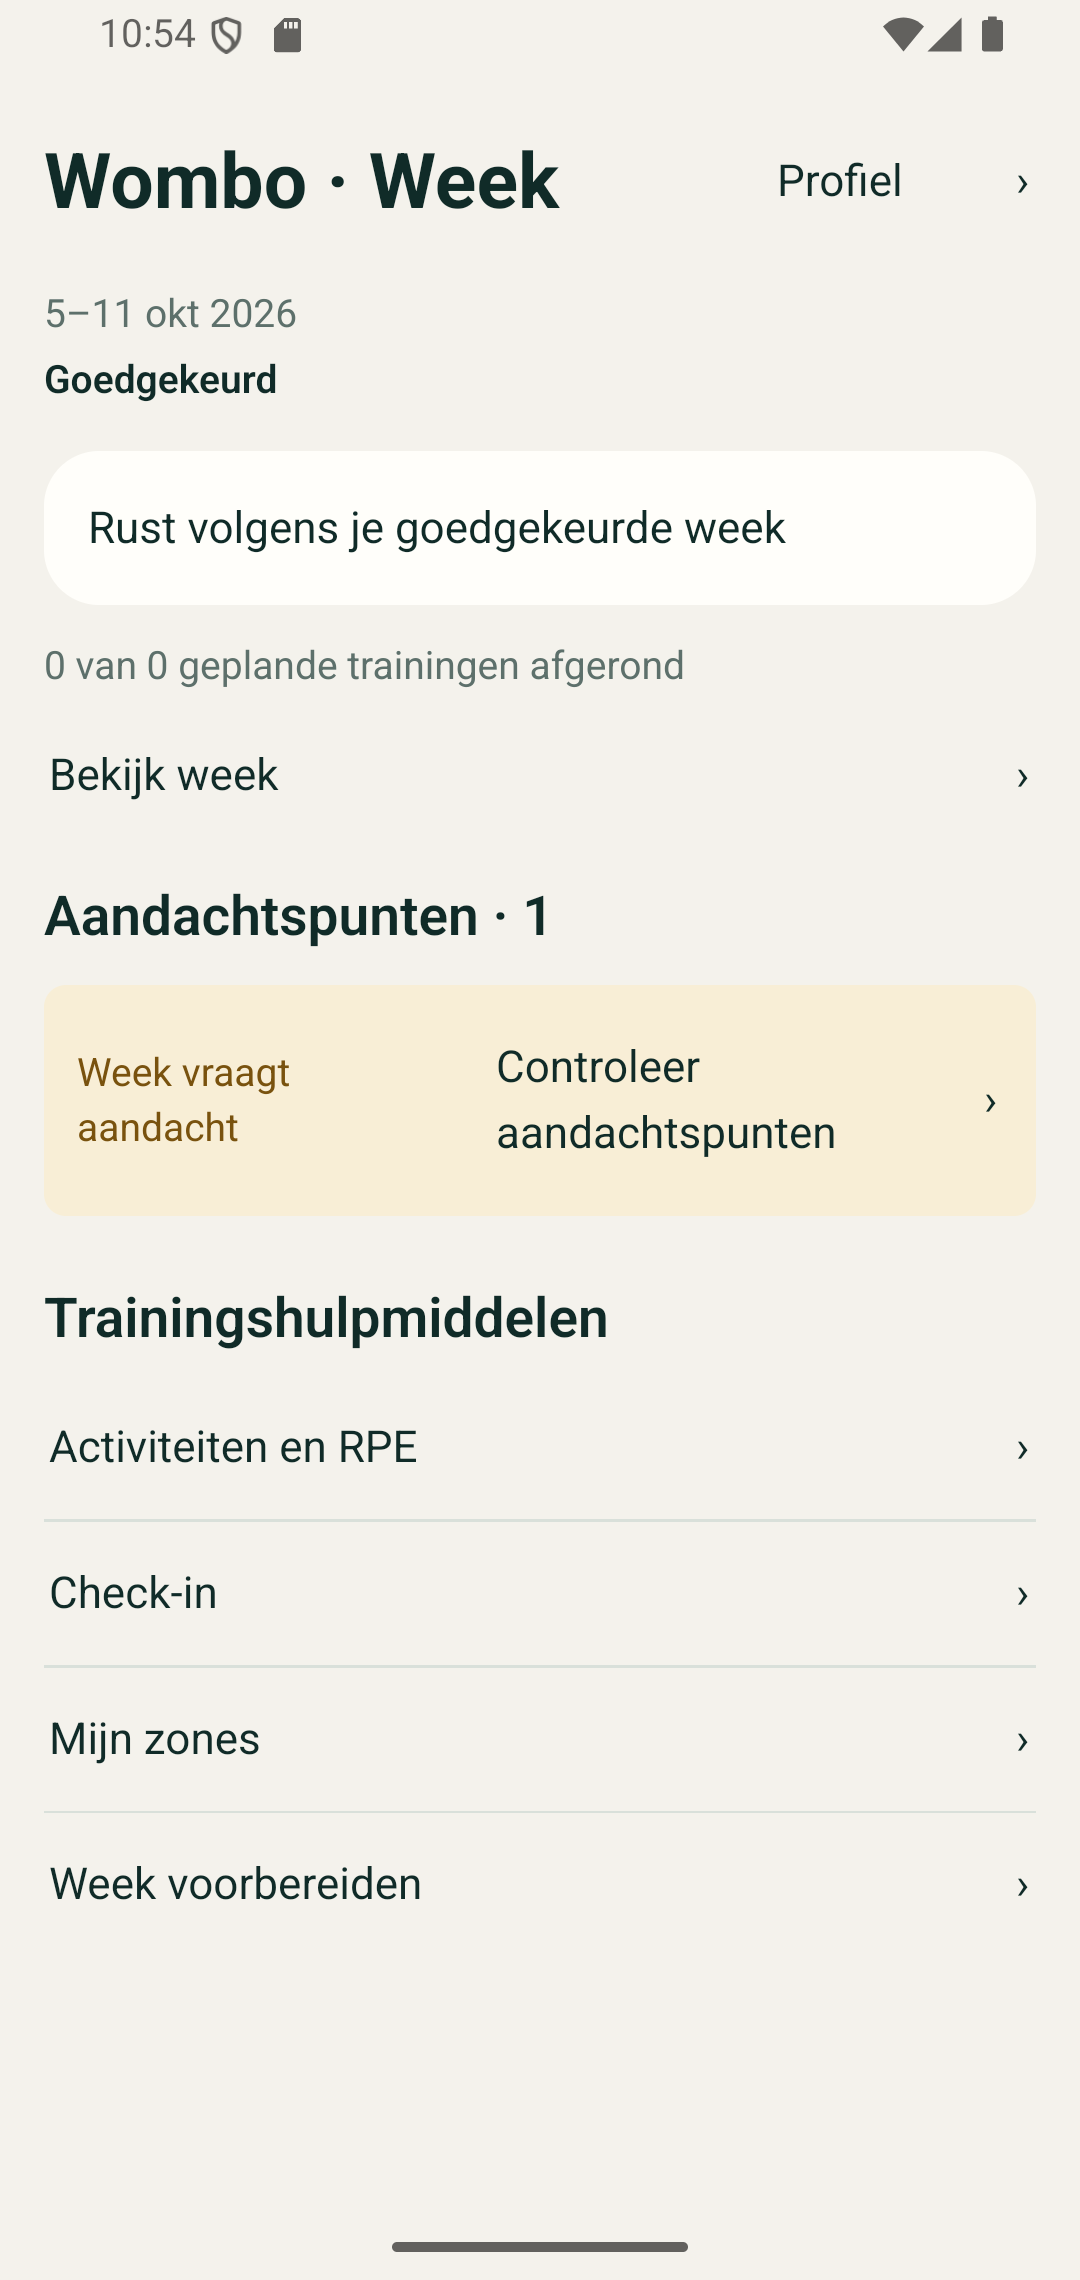 10:54
Wombo · Week
Profiel ›
5–11 okt 2026
Goedgekeurd
Rust volgens je goedgekeurde week
0 van 0 geplande trainingen afgerond
Bekijk week ›
Aandachtspunten · 1
Week vraagt
aandacht
Controleer
aandachtspunten ›
Trainingshulpmiddelen
Activiteiten en RPE ›
Check-in ›
Mijn zones ›
Week voorbereiden ›